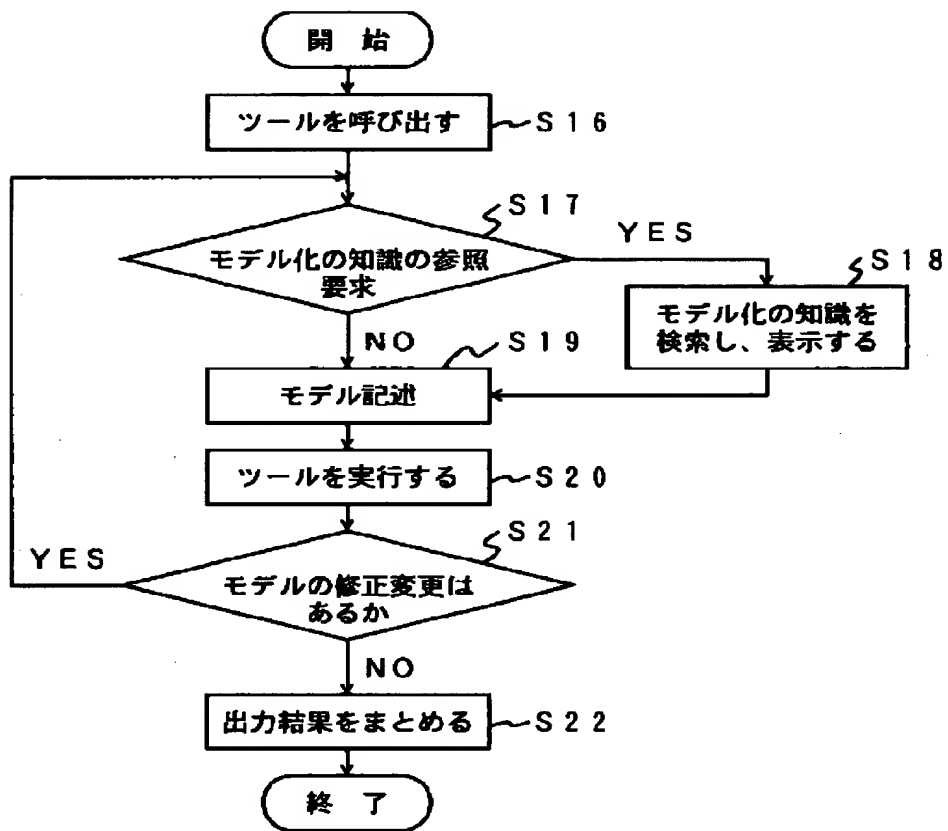 開 始
ツールを呼び出す
S16
S17
モデル化の知識の参照
要求
YES
S18
モデル化の知識を
検索し、表示する
NO
S19
モデル記述
ツールを実行する
S20
S21
YES
モデルの修正変更は
あるか
NO
出力結果をまとめる
S22
終 了